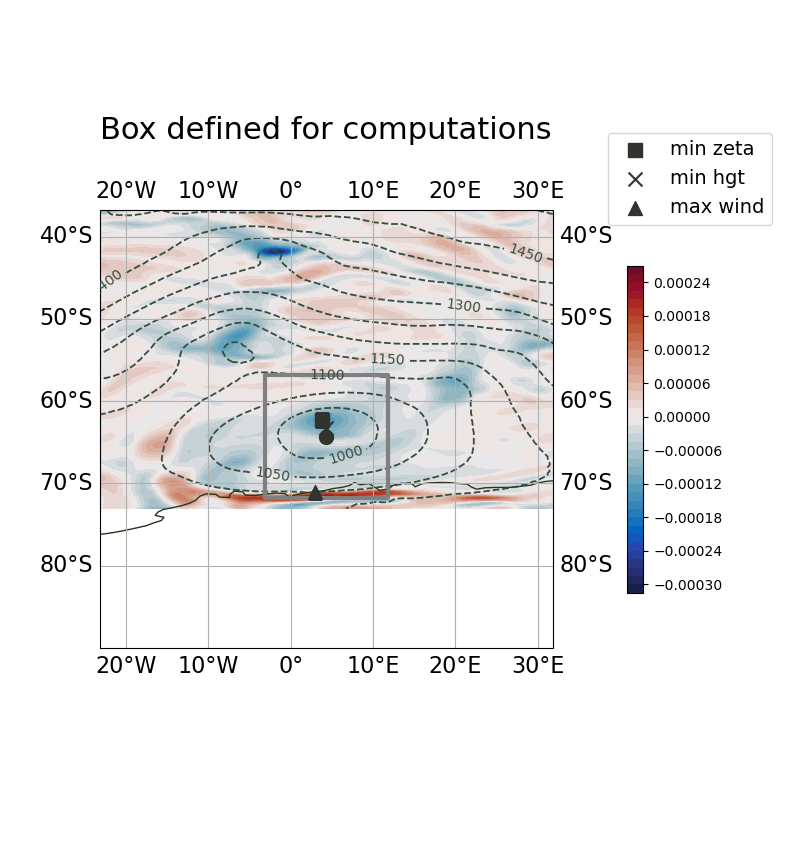 Box defined for computations
min zeta
min hgt
max wind
20°W 10°W 0° 10°E 20°E 30°E
40°S 40°S
50°S 50°S
60°S 60°S
70°S 70°S
80°S 80°S
1450
400
1300
1150
1100
1050
1000
0.00024
0.00018
0.00012
0.00006
0.00000
−0.00006
−0.00012
−0.00018
−0.00024
−0.00030
20°W 10°W 0° 10°E 20°E 30°E